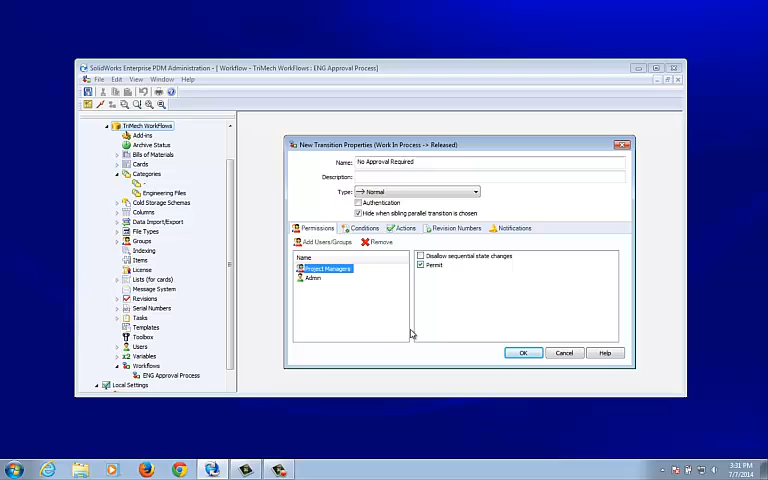 SolidWorks Enterprise PDM Administration - [ Workflow - TriMech WorkFlows : ENG Approval Process]
File Edit View Window Help
TriMech WorkFlows
Add-ins
Archive Status
Bills of Materials
Cards
Categories
-
Engineering Files
Cold Storage Schemas
Columns
Data Import/Export
File Types
Groups
Indexing
Items
License
Lists (for cards)
Message System
Revisions
Serial Numbers
Tasks
Templates
Toolbox
Users
Variables
Workflows
ENG Approval Process
Local Settings
New Transition Properties (Work In Process -> Released)
Name: No Approval Required
Description:
Type: Normal
Authentication
Hide when sibling parallel transition is chosen
Permissions Conditions Actions Revision Numbers Notifications
Add Users/Groups Remove
Name
Project Managers
Admin
Disallow sequential state changes
Permit
OK Cancel Help
3:31 PM
7/7/2014